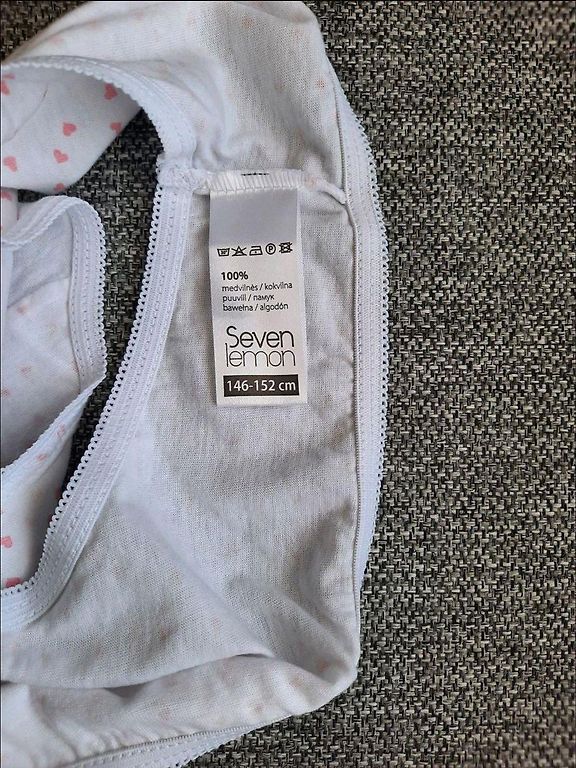 100%
medvilnės / kokvilna
puuvill / памук
bawełna / algodón
Seven
lemon
146-152 cm